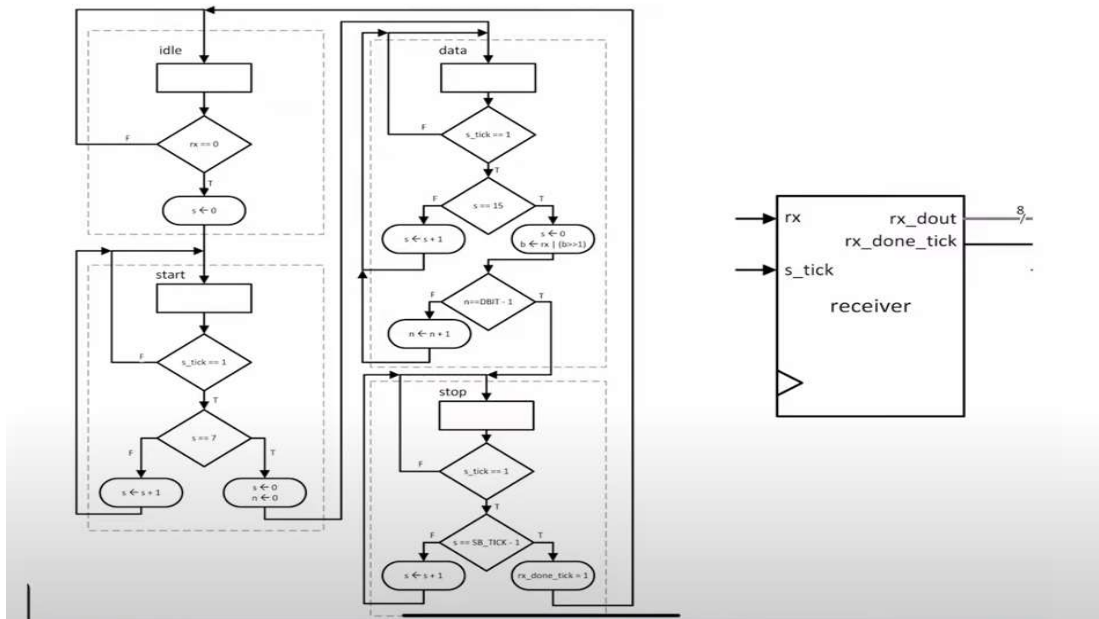 idle
rx == 0
F
T
s ← 0
start
s_tick == 1
F
T
s == 7
F
T
s ← s + 1
s ← 0
n ← 0
data
s_tick == 1
F
T
s == 15
F
T
s ← s + 1
s ← 0
b ← rx | (b>>1)
n==DBIT - 1
F
T
n ← n + 1
stop
s_tick == 1
F
T
s == SB_TICK - 1
F
T
s ← s + 1
rx_done_tick = 1
rx
rx_dout
8
rx_done_tick
s_tick
receiver